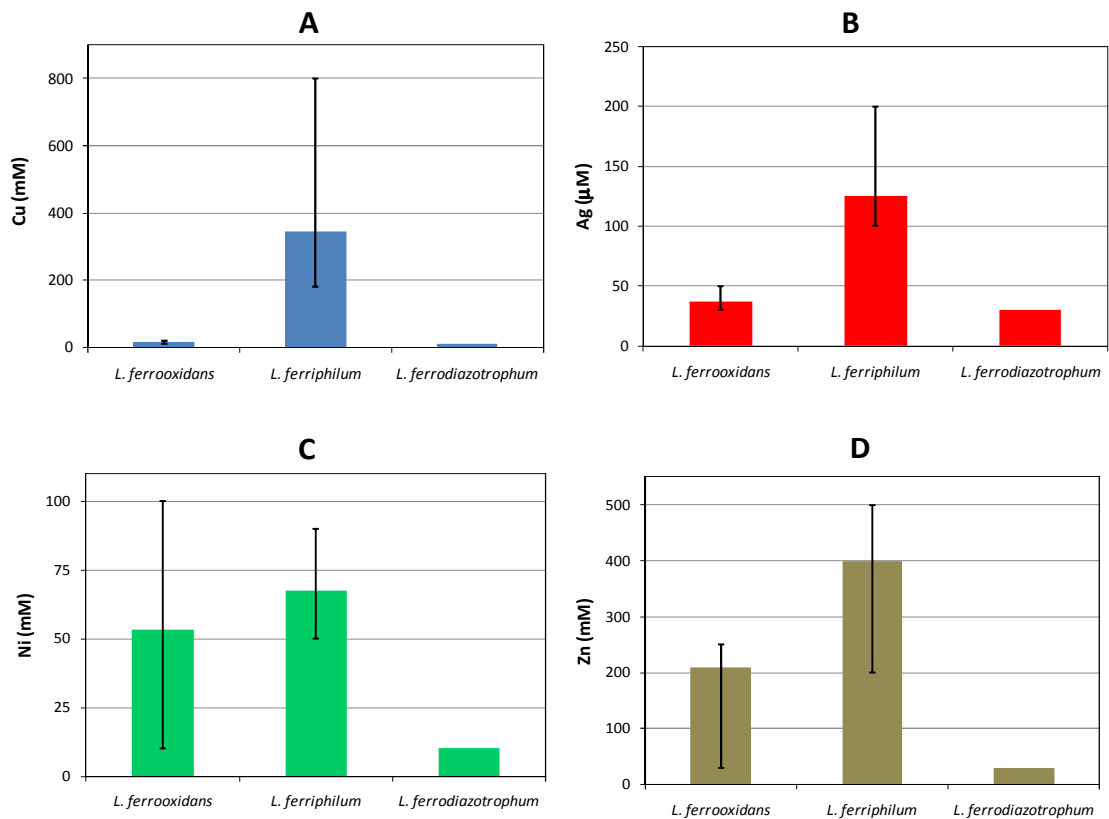 A
Cu (mM)
800
600
400
200
0
L. ferrooxidans L. ferriphilum L. ferrodiazotrophum
B
Ag (µM)
250
200
150
100
50
0
L. ferrooxidans L. ferriphilum L. ferrodiazotrophum
C
Ni (mM)
100
75
50
25
0
L. ferrooxidans L. ferriphilum L. ferrodiazotrophum
D
Zn (mM)
500
400
300
200
100
0
L. ferrooxidans L. ferriphilum L. ferrodiazotrophum